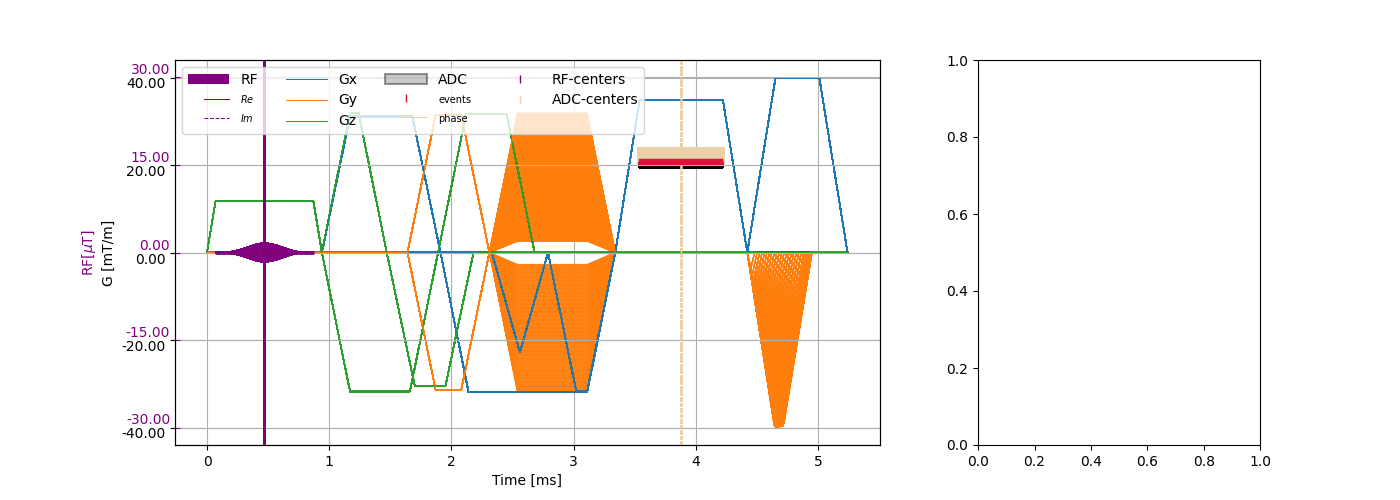 30.00
40.00
15.00
20.00
0.00
0.00
-15.00
-20.00
-30.00
-40.00
RF[μT]
G [mT/m]
RF
Re
Im
Gx
Gy
Gz
ADC
events
phase
RF-centers
ADC-centers
0 1 2 3 4 5
Time [ms]
1.0
0.8
0.6
0.4
0.2
0.0
0.0 0.2 0.4 0.6 0.8 1.0